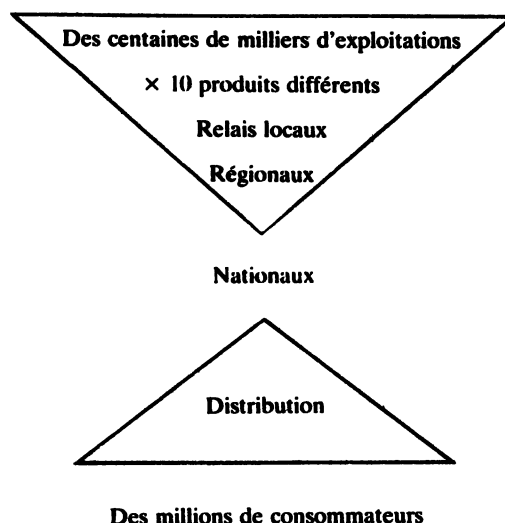 Des centaines de milliers d'exploitations
× 10 produits différents
Relais locaux
Régionaux
Nationaux
Distribution
Des millions de consommateurs